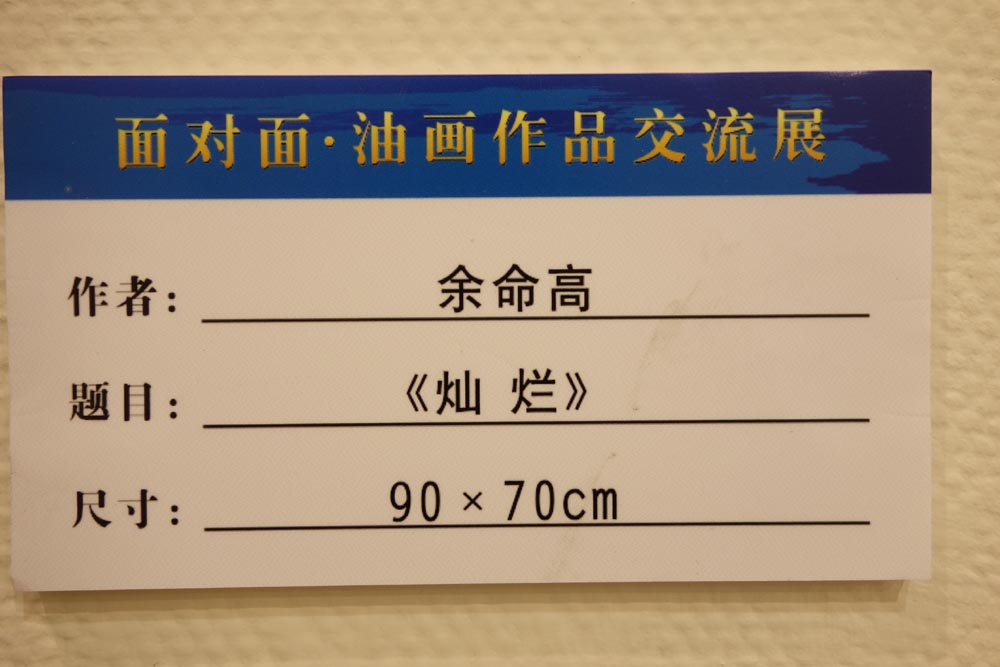 面对面·油画作品交流展
作者: 余命高
题目: 《灿 烂》
尺寸: 90×70cm